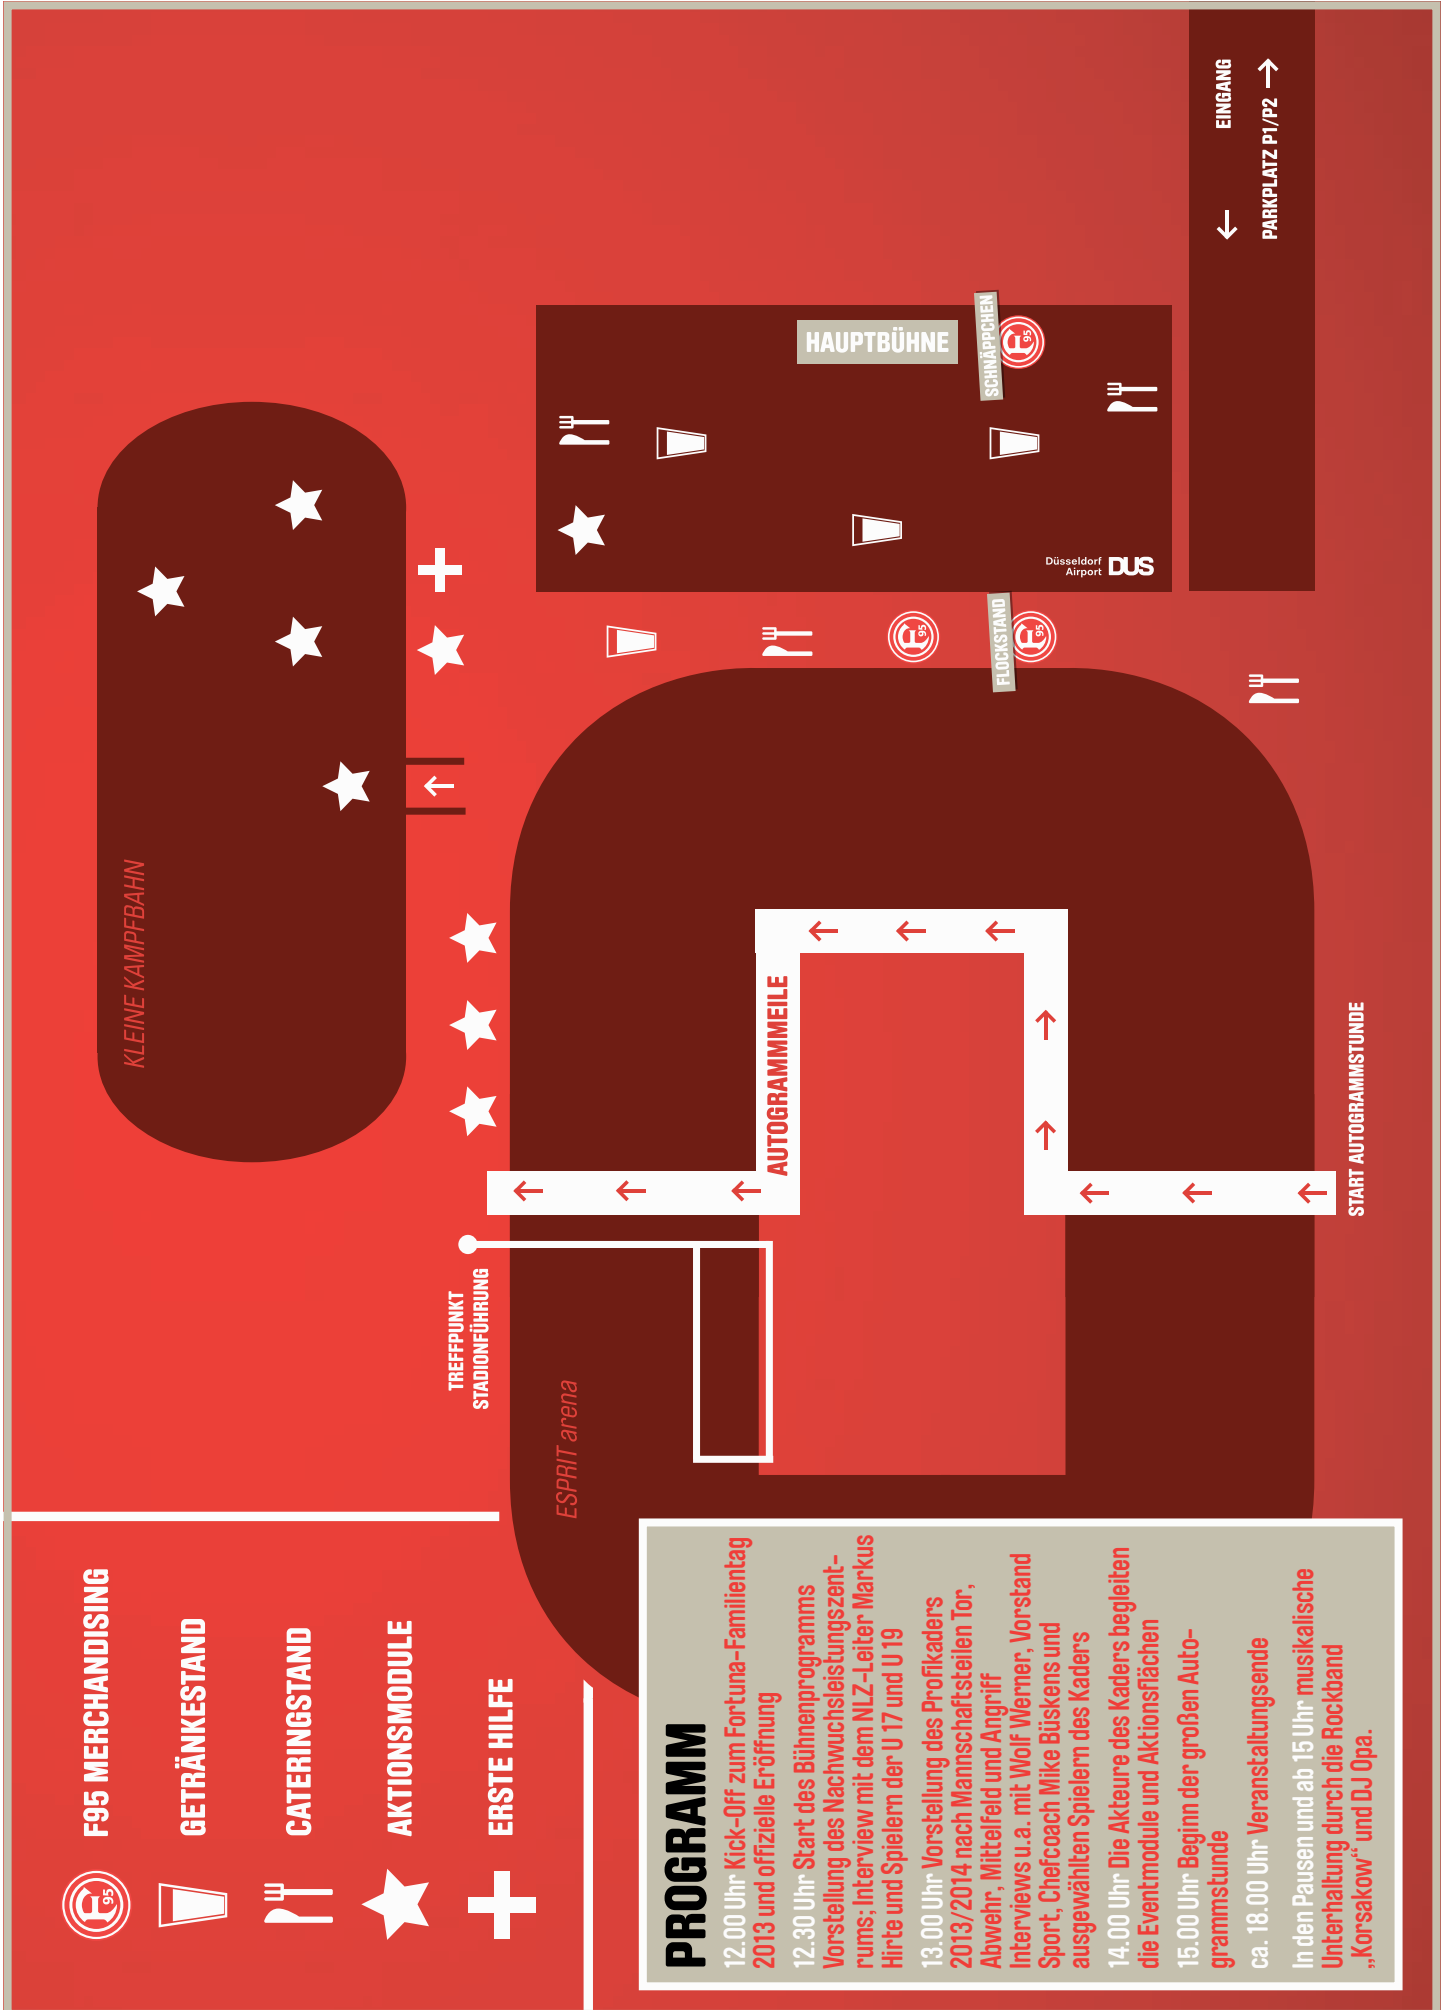 F95 MERCHANDISING
GETRÄNKESTAND
CATERINGSTAND
AKTIONSMODULE
ERSTE HILFE
95
KLEINE KAMPFBAHN
TREFFPUNKT
STADIONFÜHRUNG
ESPRIT arena
AUTOGRAMMMEILE
START AUTOGRAMMSTUNDE
HAUPTBÜHNE
SCHNÄPPCHEN
95
FLOCKSTAND
95
95
Düsseldorf
Airport DUS
EINGANG
PARKPLATZ P1/P2
PROGRAMM
12.00 Uhr Kick-Off zum Fortuna-Familientag
2013 und offizielle Eröffnung
12.30 Uhr Start des Bühnenprogramms
Vorstellung des Nachwuchsleistungszent-
rums; Interview mit dem NLZ-Leiter Markus
Hirte und Spielern der U 17 und U 19
13.00 Uhr Vorstellung des Profikaders
2013/2014 nach Mannschaftsteilen Tor,
Abwehr, Mittelfeld und Angriff
Interviews u.a. mit Wolf Werner, Vorstand
Sport, Chefcoach Mike Büskens und
ausgewählten Spielern des Kaders
14.00 Uhr Die Akteure des Kaders begleiten
die Eventmodule und Aktionsflächen
15.00 Uhr Beginn der großen Auto-
grammstunde
ca. 18.00 Uhr Veranstaltungsende
In den Pausen und ab 15 Uhr musikalische
Unterhaltung durch die Rockband
„Korsakow“ und DJ Opa.